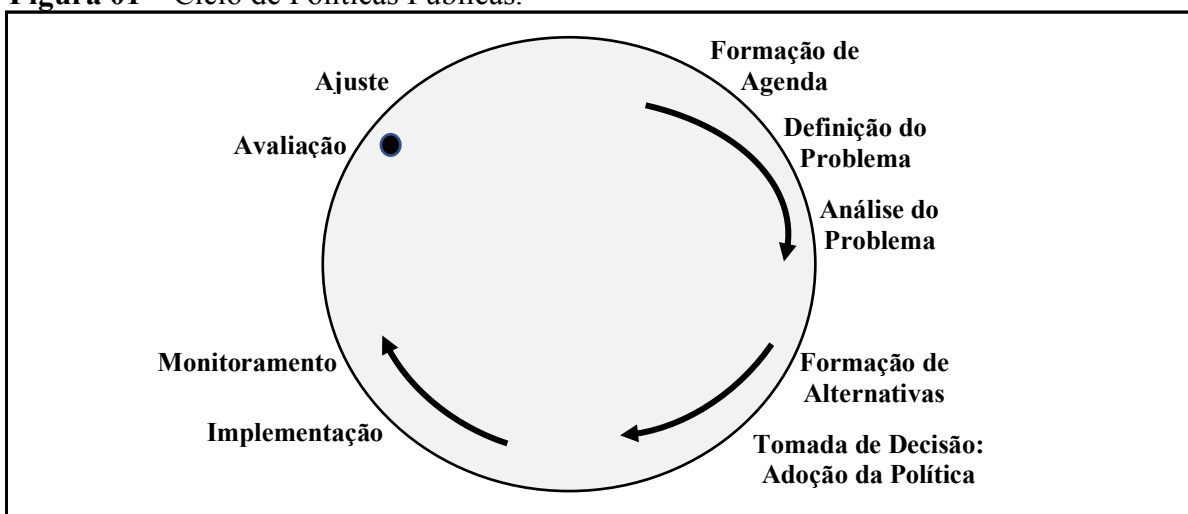 Figura 01 – Ciclo de Políticas Públicas.
Formação de
Agenda
Definição do
Problema
Análise do
Problema
Formação de
Alternativas
Tomada de Decisão:
Adoção da Política
Implementação
Monitoramento
Avaliação
Ajuste